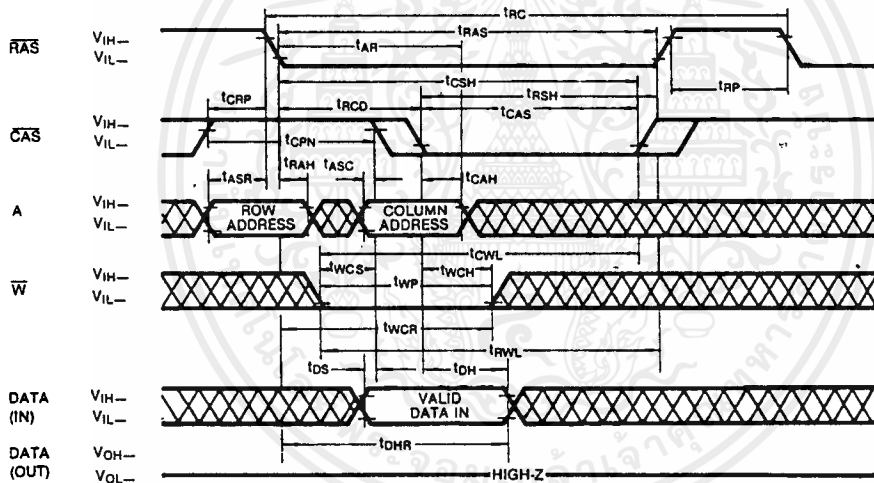 tRC
RAS VIH— VIL—
tRAS
tAR
tCSH
tCRP tRSH tRP
tRCD tCAS
CAS VIH— VIL—
tCPN
tRAH tASC
tASR tCAH
A VIH— VIL—
ROW ADDRESS COLUMN ADDRESS
tCWL
tWCS tWCH
W VIH— VIL—
tWP
tWCR
tRWL
tDS tDH
DATA (IN) VIH— VIL—
VALID DATA IN
tDHR
DATA (OUT) VOH— VOL—
HIGH-Z